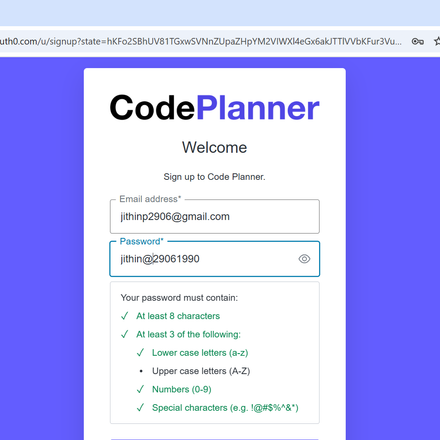 uth0.com/u/signup?state=hKFo2SBhUV81TGxwSVNnZUpaZHpYM2VIWXl4eGx6akJTTlVVbKFur3Vu...
CodePlanner
Welcome
Sign up to Code Planner.
Email address*
jithinp2906@gmail.com
Password*
jithin@29061990
Your password must contain:
At least 8 characters
At least 3 of the following:
Lower case letters (a-z)
Upper case letters (A-Z)
Numbers (0-9)
Special characters (e.g. !@#$%^&*)